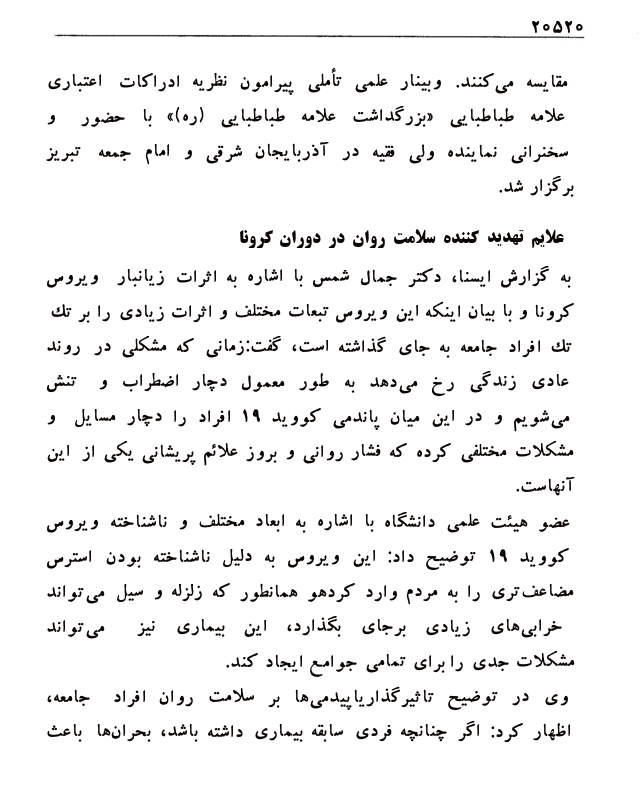 ۲۰۵۲۰
مقایسه می‌کنند. وبینار علمی تأملی پیرامون نظریه ادراکات اعتباری
علامه طباطبایی «بزرگداشت علامه طباطبایی (ره)» با حضور و
سخنرانی نماینده ولی فقیه در آذربایجان شرقی و امام جمعه تبریز
برگزار شد.
علایم تهدید کننده سلامت روان در دوران کرونا
به گزارش ایسنا، دکتر جمال شمس با اشاره به اثرات زیانبار ویروس
کرونا و با بیان اینکه این ویروس تبعات مختلف و اثرات زیادی را بر تك
تك افراد جامعه به جای گذاشته است، گفت:زمانی که مشکلی در روند
عادی زندگی رخ می‌دهد به طور معمول دچار اضطراب و تنش
می‌شویم و در این میان پاندمی کووید ۱۹ افراد را دچار مسایل و
مشکلات مختلفی کرده که فشار روانی و بروز علائم پریشانی یکی از این
آنهاست.
عضو هیئت علمی دانشگاه با اشاره به ابعاد مختلف و ناشناخته ویروس
کووید ۱۹ توضیح داد: این ویروس به دلیل ناشناخته بودن استرس
مضاعف‌تری را به مردم وارد کردهو همانطور که زلزله و سیل می‌تواند
خرابی‌های زیادی برجای بگذارد، این بیماری نیز می‌تواند
مشکلات جدی را برای تمامی جوامع ایجاد کند.
وی در توضیح تاثیرگذاریاپیدمی‌ها بر سلامت روان افراد جامعه،
اظهار کرد: اگر چنانچه فردی سابقه بیماری داشته باشد، بحران‌ها باعث